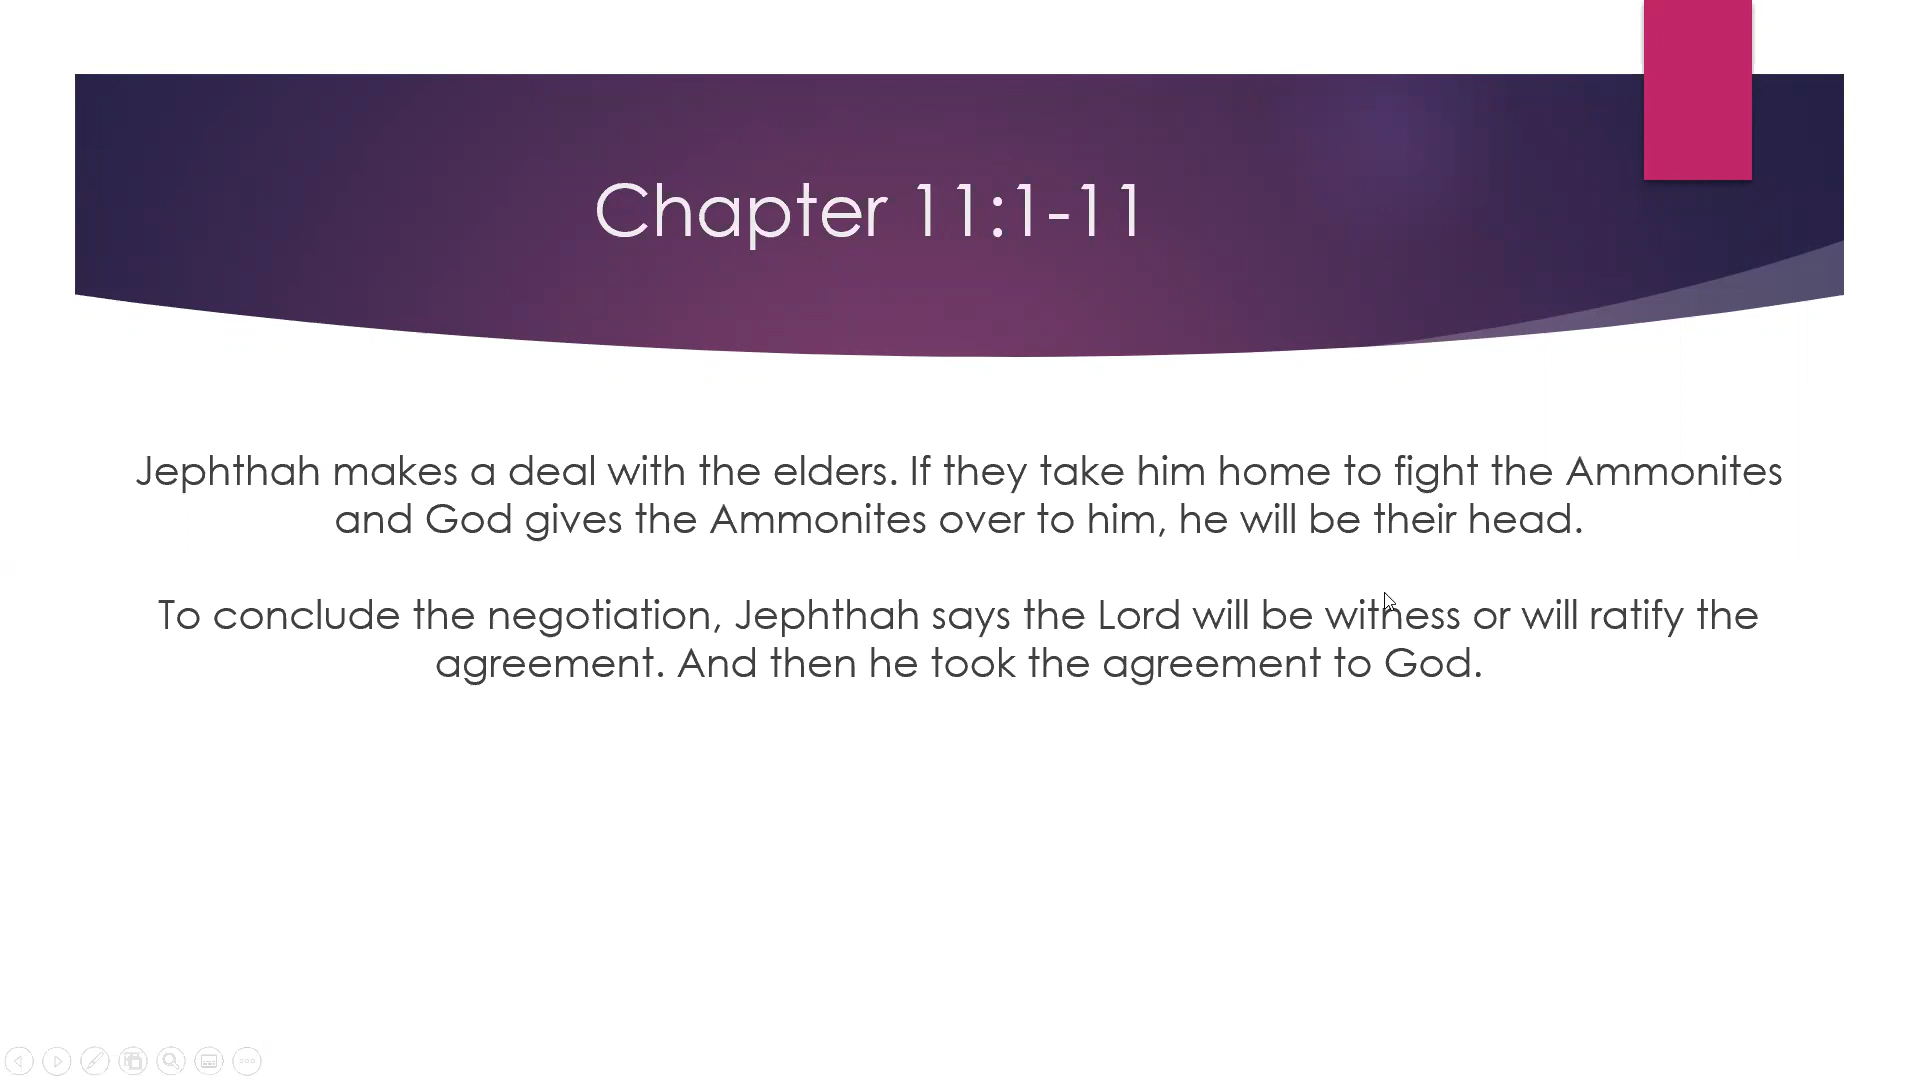 Chapter 11:1-11
Jephthah makes a deal with the elders. If they take him home to fight the Ammonites
and God gives the Ammonites over to him, he will be their head.
To conclude the negotiation, Jephthah says the Lord will be witness or will ratify the
agreement. And then he took the agreement to God.